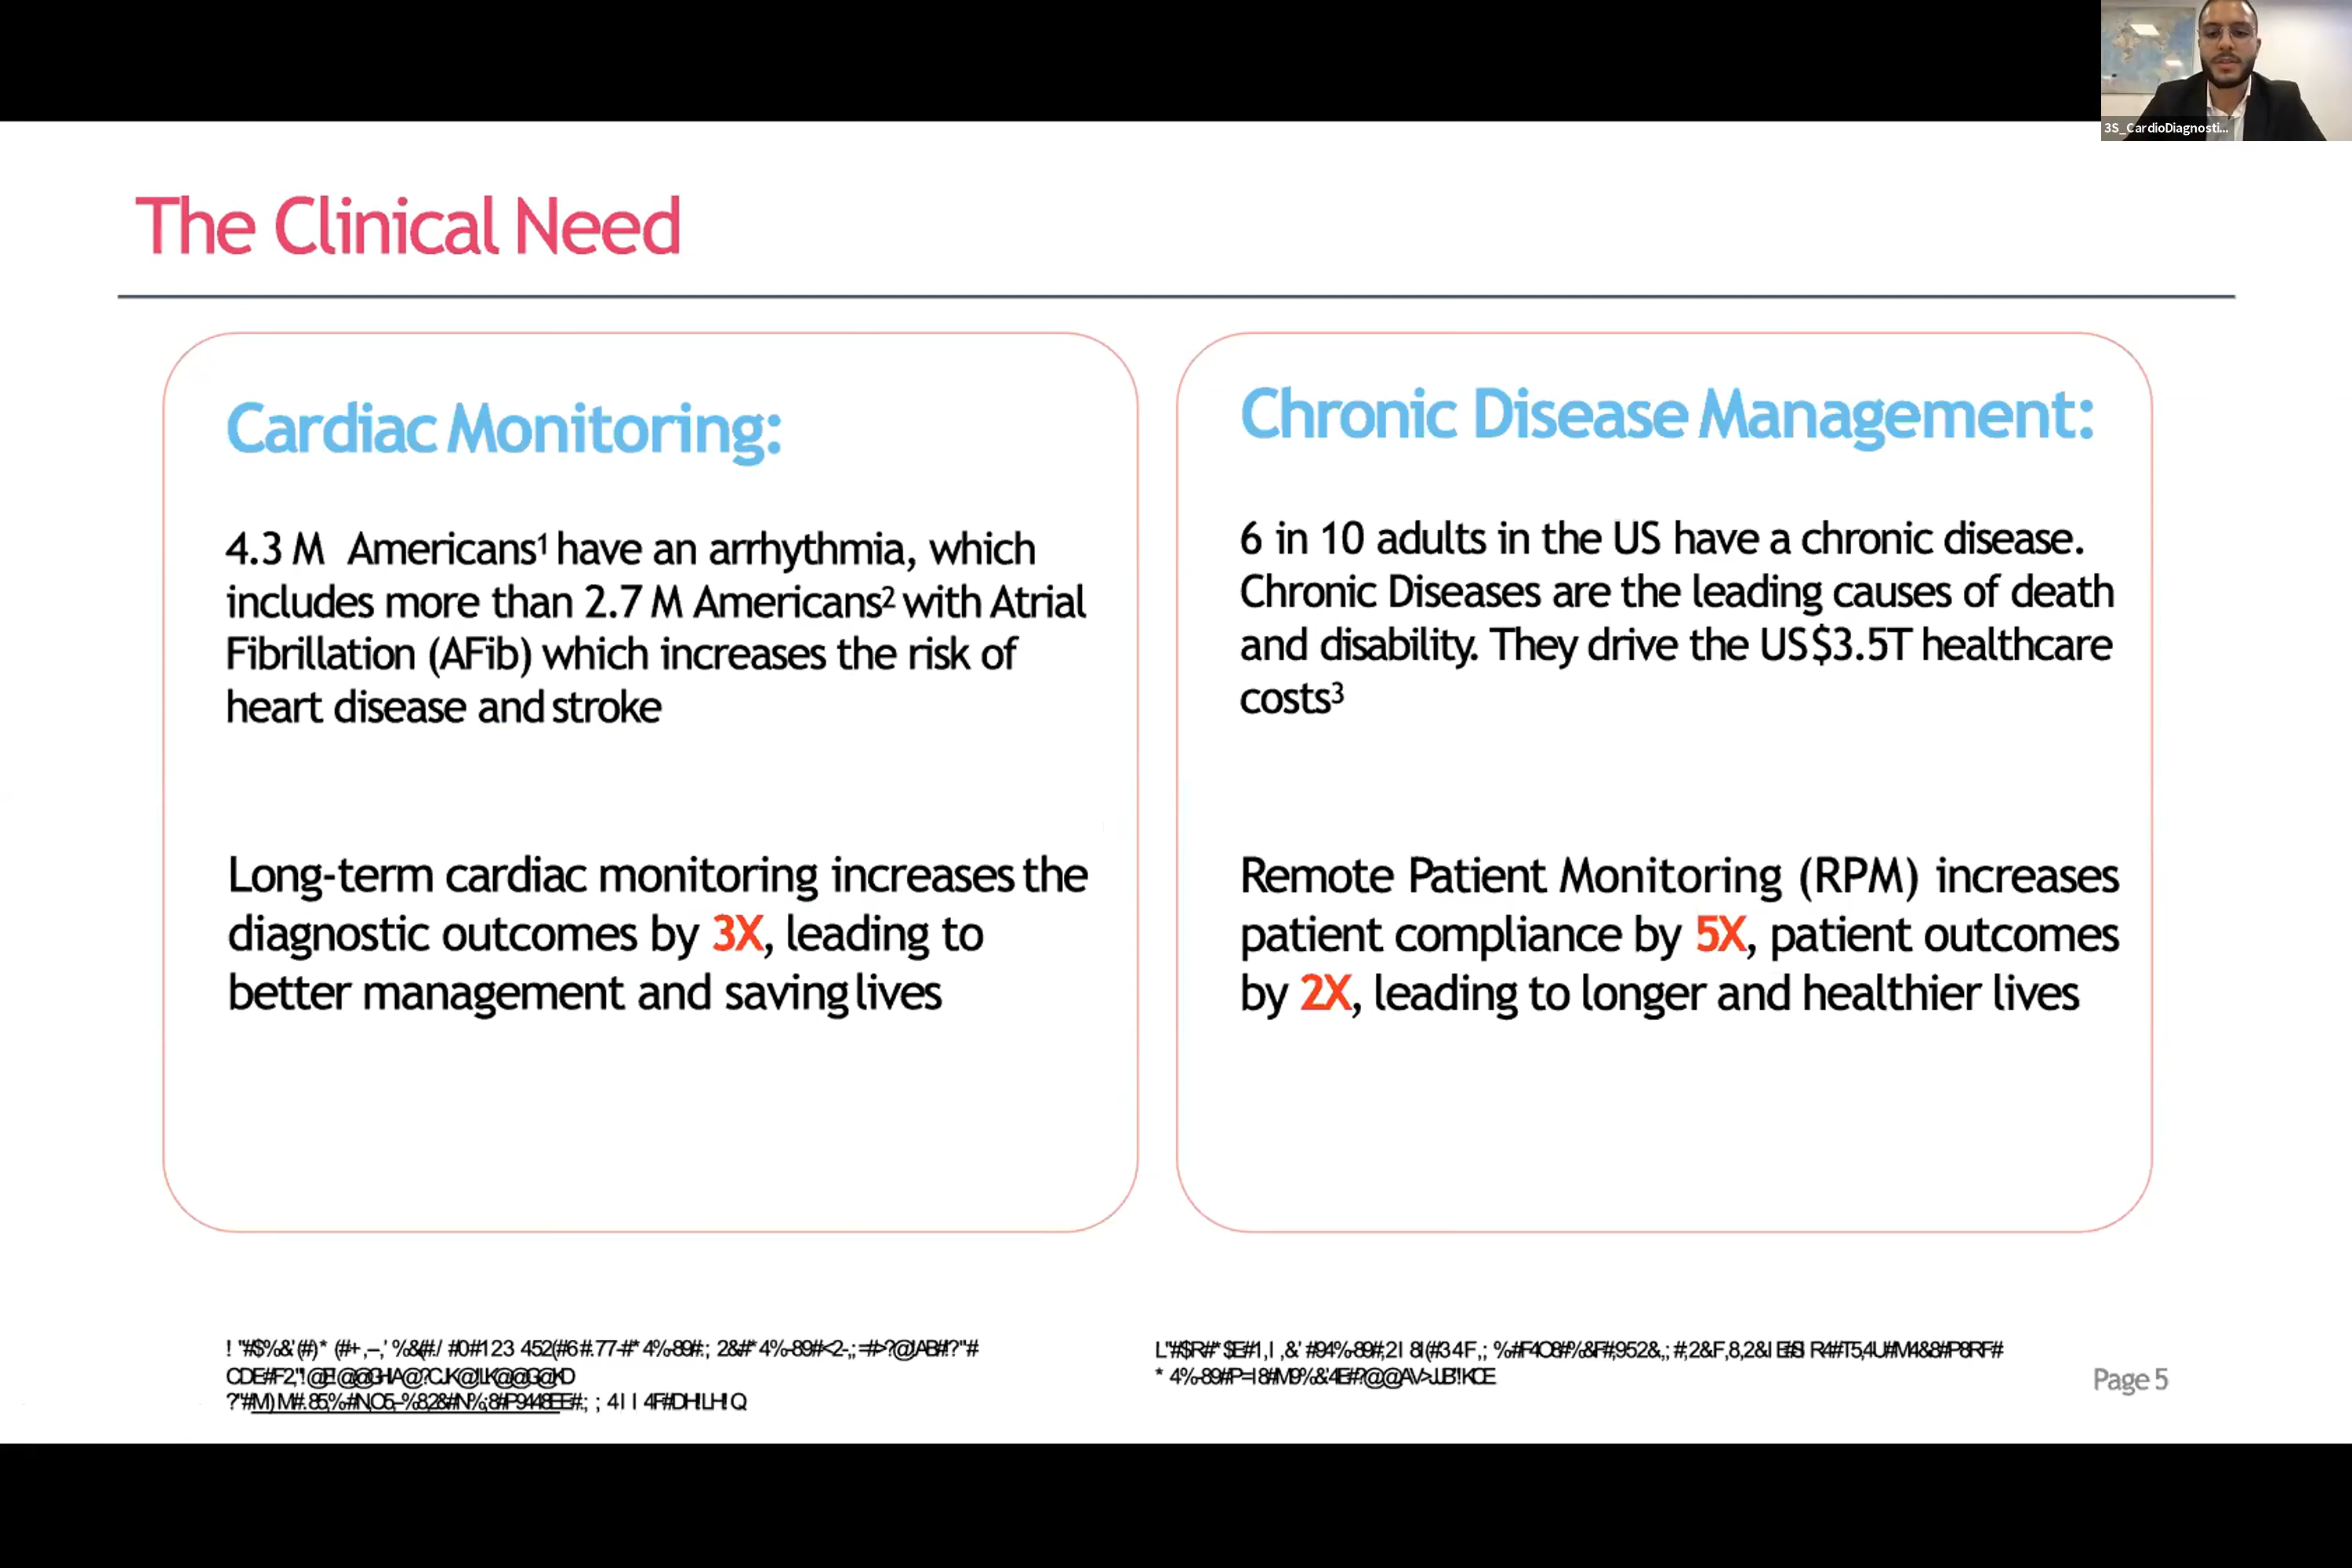 3S_CardioDiagnosti...
The Clinical Need
Cardiac Monitoring:
4.3 M Americans¹ have an arrhythmia, which
includes more than 2.7 M Americans² with Atrial
Fibrillation (AFib) which increases the risk of
heart disease and stroke
Long-term cardiac monitoring increases the
diagnostic outcomes by 3X, leading to
better management and saving lives
Chronic Disease Management:
6 in 10 adults in the US have a chronic disease.
Chronic Diseases are the leading causes of death
and disability. They drive the US$3.5T healthcare
costs³
Remote Patient Monitoring (RPM) increases
patient compliance by 5X, patient outcomes
by 2X, leading to longer and healthier lives
Page 5